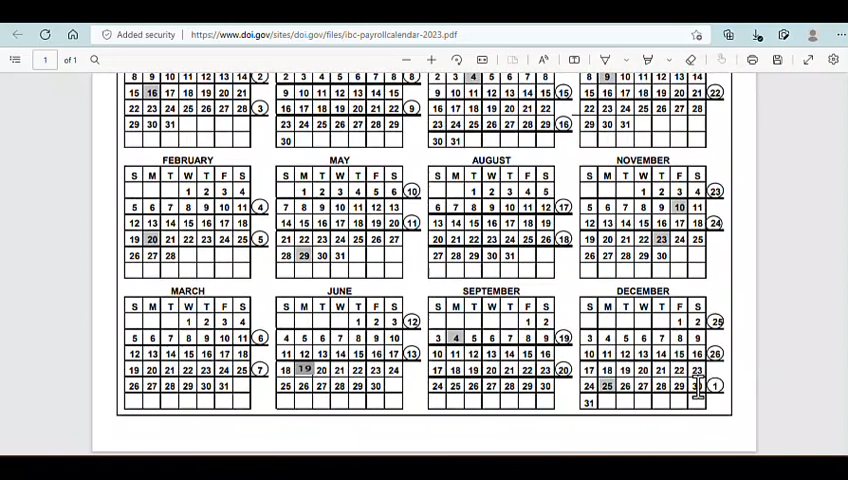 Added security https://www.doi.gov/sites/doi.gov/files/ibc-payrollcalendar-2023.pdf
1 of 1
8 9 10 11 12 13 14 2 2 3 4 5 6 7 8 8 2 3 4 5 6 7 8 8 9 10 11 12 13 14
15 16 17 18 19 20 21 9 10 11 12 13 14 15 9 10 11 12 13 14 15 15 15 16 17 18 19 20 21 22
22 23 24 25 26 27 28 3 16 17 18 19 20 21 22 9 16 17 18 19 20 21 22 22 23 24 25 26 27 28
29 30 31 23 24 25 26 27 28 29 23 24 25 26 27 28 29 16 29 30 31
30 30 31
FEBRUARY MAY AUGUST NOVEMBER
S M T W T F S S M T W T F S S M T W T F S S M T W T F S
1 2 3 4 1 2 3 4 5 6 10 1 2 3 4 5 1 2 3 4 23
5 6 7 8 9 10 11 4 7 8 9 10 11 12 13 6 7 8 9 10 11 12 17 5 6 7 8 9 10 11
12 13 14 15 16 17 18 14 15 16 17 18 19 20 11 13 14 15 16 17 18 19 12 13 14 15 16 17 18 24
19 20 21 22 23 24 25 5 21 22 23 24 25 26 27 20 21 22 23 24 25 26 18 19 20 21 22 23 24 25
26 27 28 28 29 30 31 27 28 29 30 31 26 27 28 29 30
MARCH JUNE SEPTEMBER DECEMBER
S M T W T F S S M T W T F S S M T W T F S S M T W T F S
1 2 3 4 1 2 3 12 1 2 1 2 25
5 6 7 8 9 10 11 6 4 5 6 7 8 9 10 3 4 5 6 7 8 9 19 3 4 5 6 7 8 9
12 13 14 15 16 17 18 11 12 13 14 15 16 17 13 10 11 12 13 14 15 16 10 11 12 13 14 15 16 26
19 20 21 22 23 24 25 7 18 19 20 21 22 23 24 17 18 19 20 21 22 23 20 17 18 19 20 21 22 23
26 27 28 29 30 31 25 26 27 28 29 30 24 25 26 27 28 29 30 24 25 26 27 28 29 30 1
31